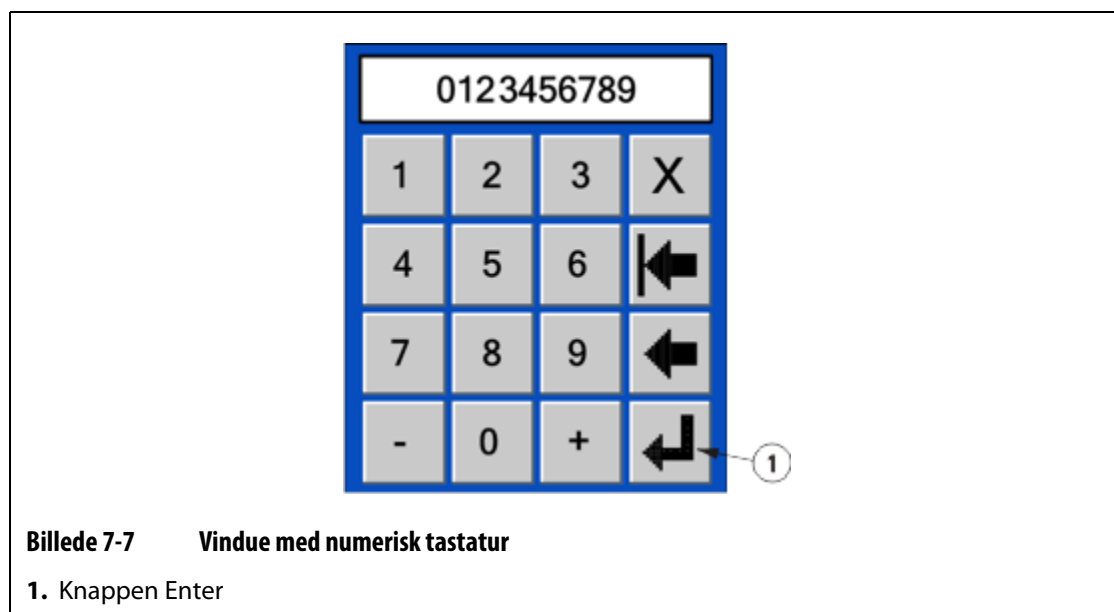 0123456789
1 2 3 X
4 5 6
7 8 9
- 0 +
1
Billede 7-7 Vindue med numerisk tastatur
1. Knappen Enter